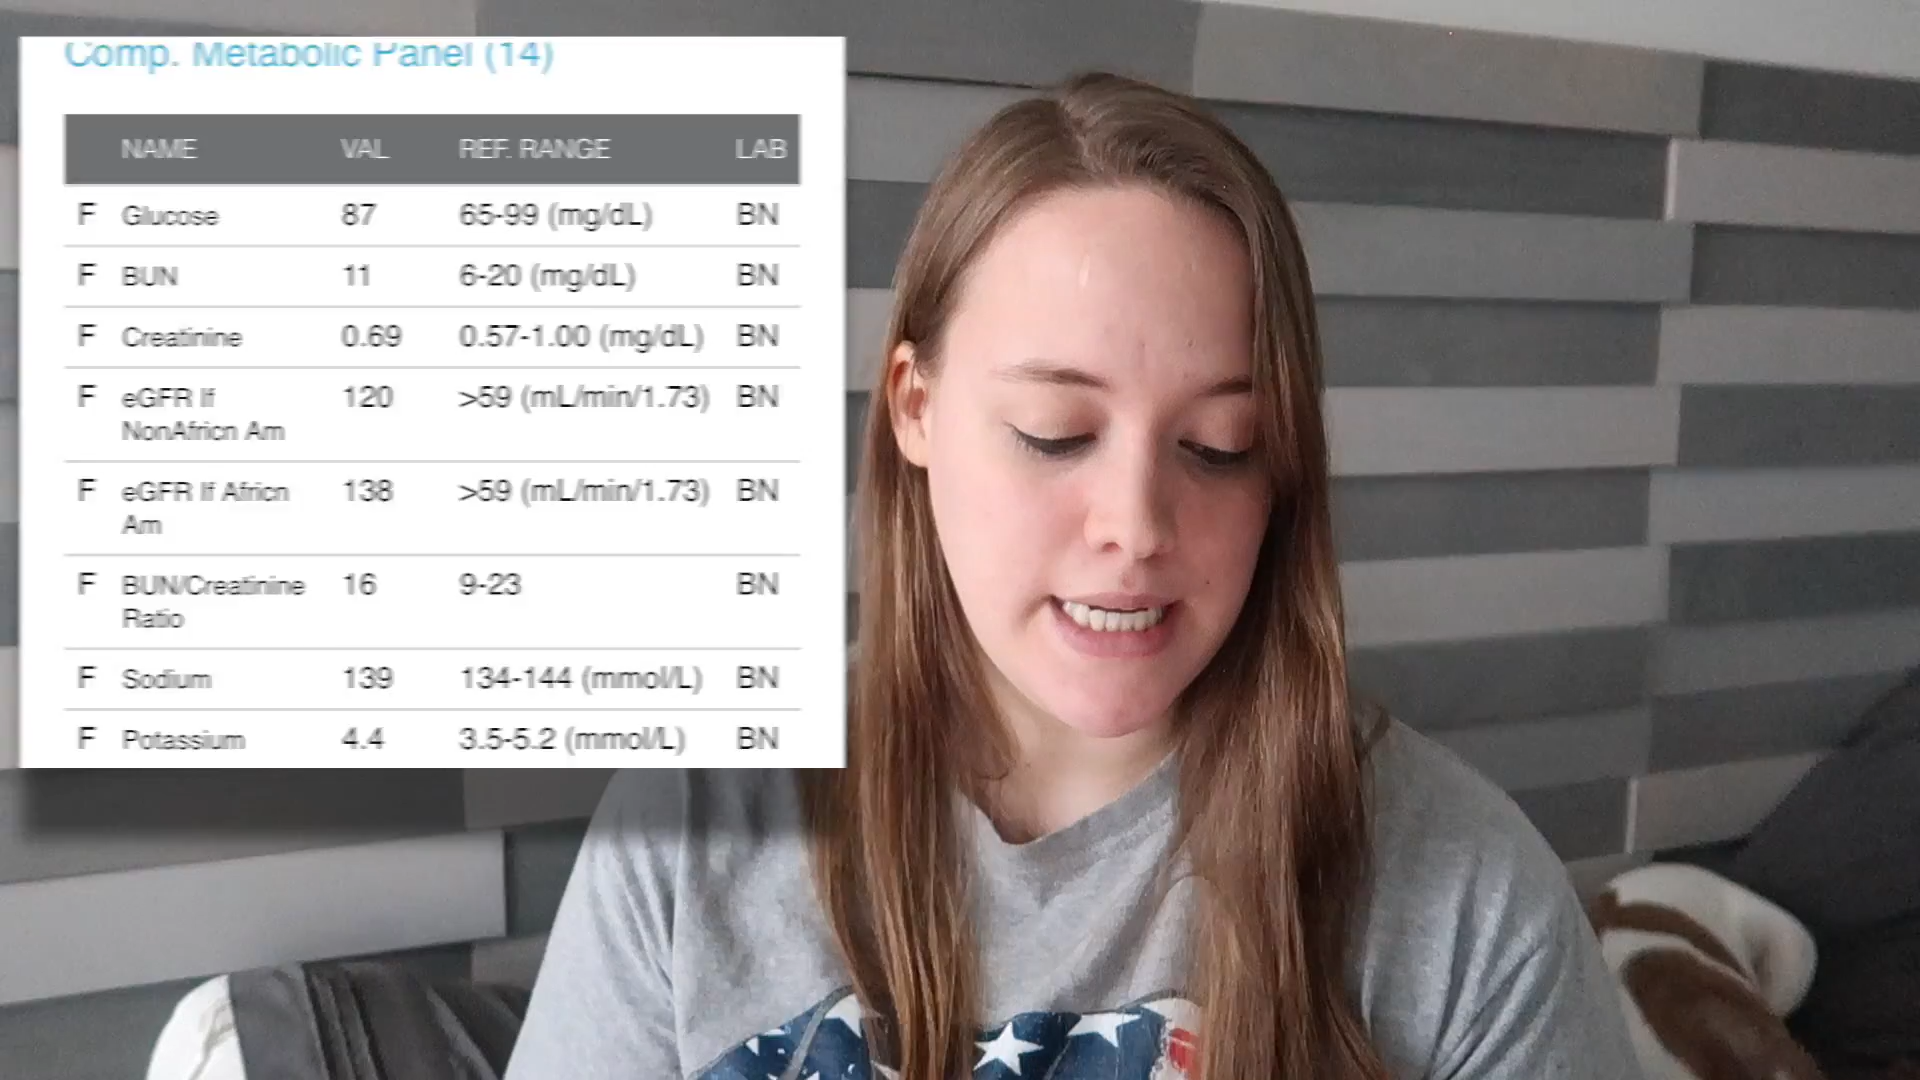 Comp. Metabolic Panel (14)
NAME VAL REF. RANGE LAB
F Glucose 87 65-99 (mg/dL) BN
F BUN 11 6-20 (mg/dL) BN
F Creatinine 0.69 0.57-1.00 (mg/dL) BN
F eGFR If 120 >59 (mL/min/1.73) BN
NonAfricn Am
F eGFR If Africn 138 >59 (mL/min/1.73) BN
Am
F BUN/Creatinine 16 9-23 BN
Ratio
F Sodium 139 134-144 (mmol/L) BN
F Potassium 4.4 3.5-5.2 (mmol/L) BN